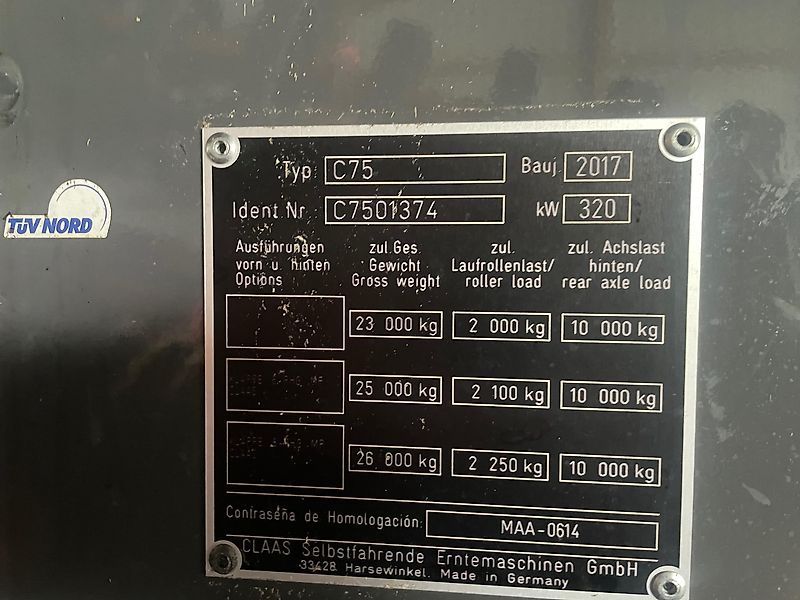 TÜV NORD
Typ C75 Bauj. 2017
Ident Nr. C7501374 kW 320
Ausführungen zul. Ges. zul. zul. Achslast
vorn u. hinten Gewicht Laufrollenlast/ hinten/
Options Gross weight roller load rear axle load
23 000 kg 2 000 kg 10 000 kg
25 000 kg 2 100 kg 10 000 kg
26 000 kg 2 250 kg 10 000 kg
Contraseña de Homologación: MAA-0614
CLAAS Selbstfahrende Erntemaschinen GmbH
33428 Harsewinkel. Made in Germany